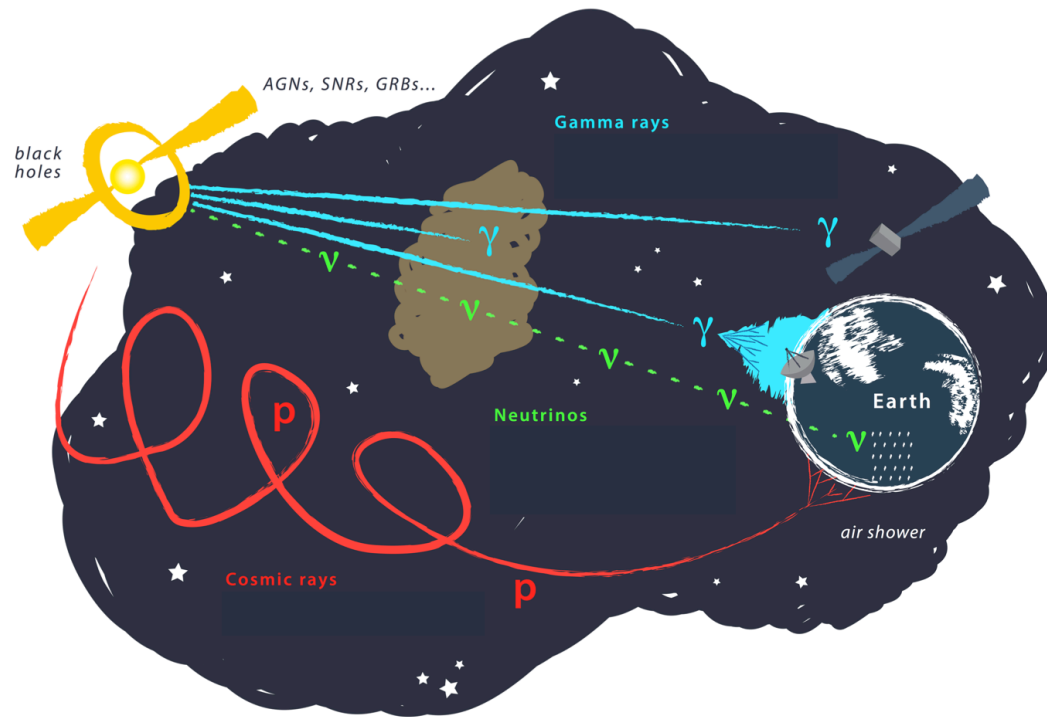 AGNs, SNRs, GRBs...
black
holes
Gamma rays
γ
γ
γ
ν
ν
ν
ν
ν
Earth
Neutrinos
p
air shower
Cosmic rays
p